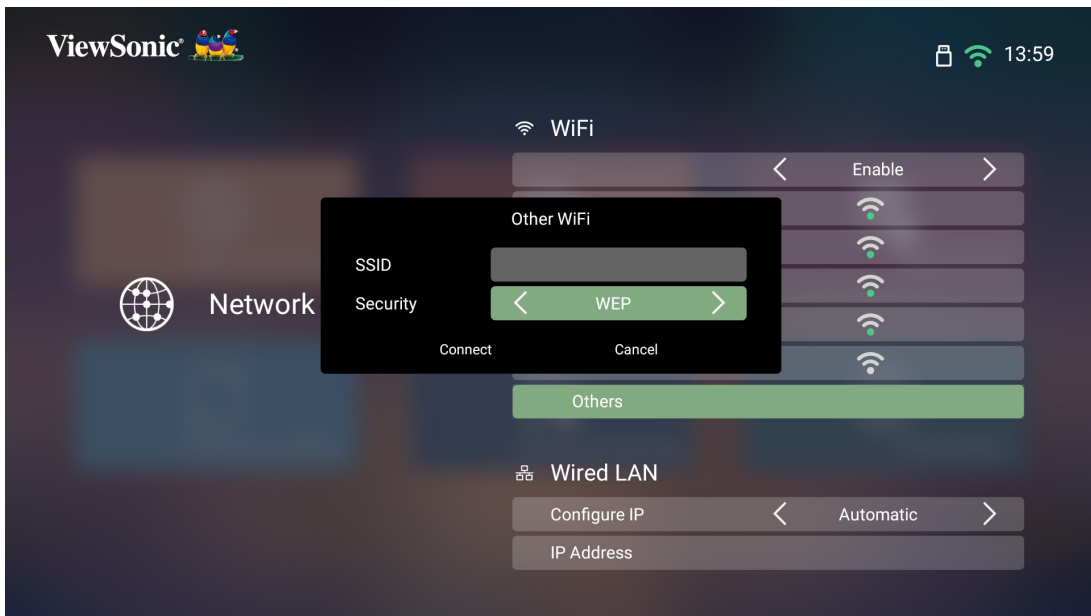 ViewSonic®
13:59
WiFi
Enable
Other WiFi
SSID
Security
WEP
Connect
Cancel
Network
Others
Wired LAN
Configure IP
Automatic
IP Address